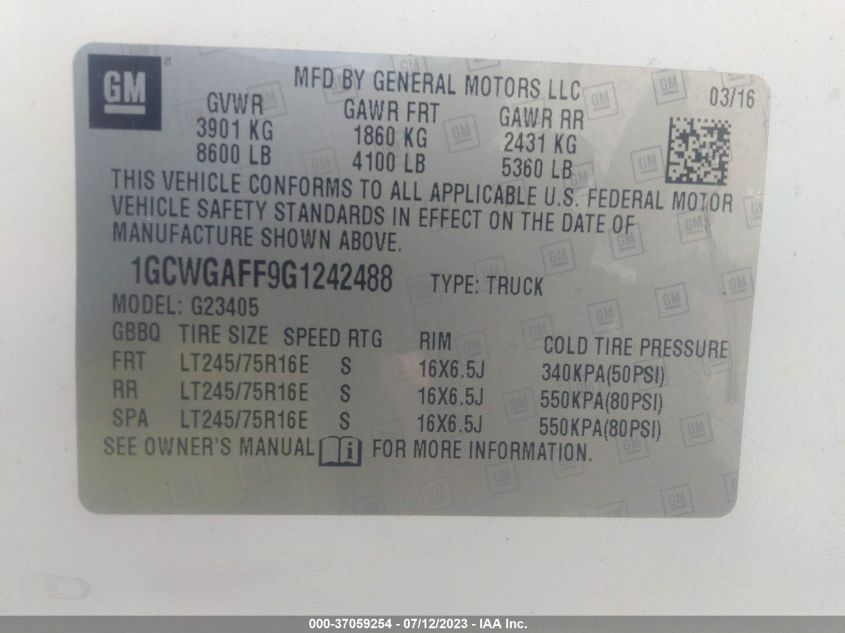 GM ®
MFD BY GENERAL MOTORS LLC
03/16
GVWR GAWR FRT GAWR RR
3901 KG 1860 KG 2431 KG
8600 LB 4100 LB 5360 LB
THIS VEHICLE CONFORMS TO ALL APPLICABLE U.S. FEDERAL MOTOR
VEHICLE SAFETY STANDARDS IN EFFECT ON THE DATE OF
MANUFACTURE SHOWN ABOVE.
1GCWGAFF9G1242488 TYPE: TRUCK
MODEL: G23405
GBBQ TIRE SIZE SPEED RTG RIM COLD TIRE PRESSURE
FRT LT245/75R16E S 16X6.5J 340KPA(50PSI)
RR LT245/75R16E S 16X6.5J 550KPA(80PSI)
SPA LT245/75R16E S 16X6.5J 550KPA(80PSI)
SEE OWNER'S MANUAL i FOR MORE INFORMATION.
000-37059254 - 07/12/2023 - IAA Inc.